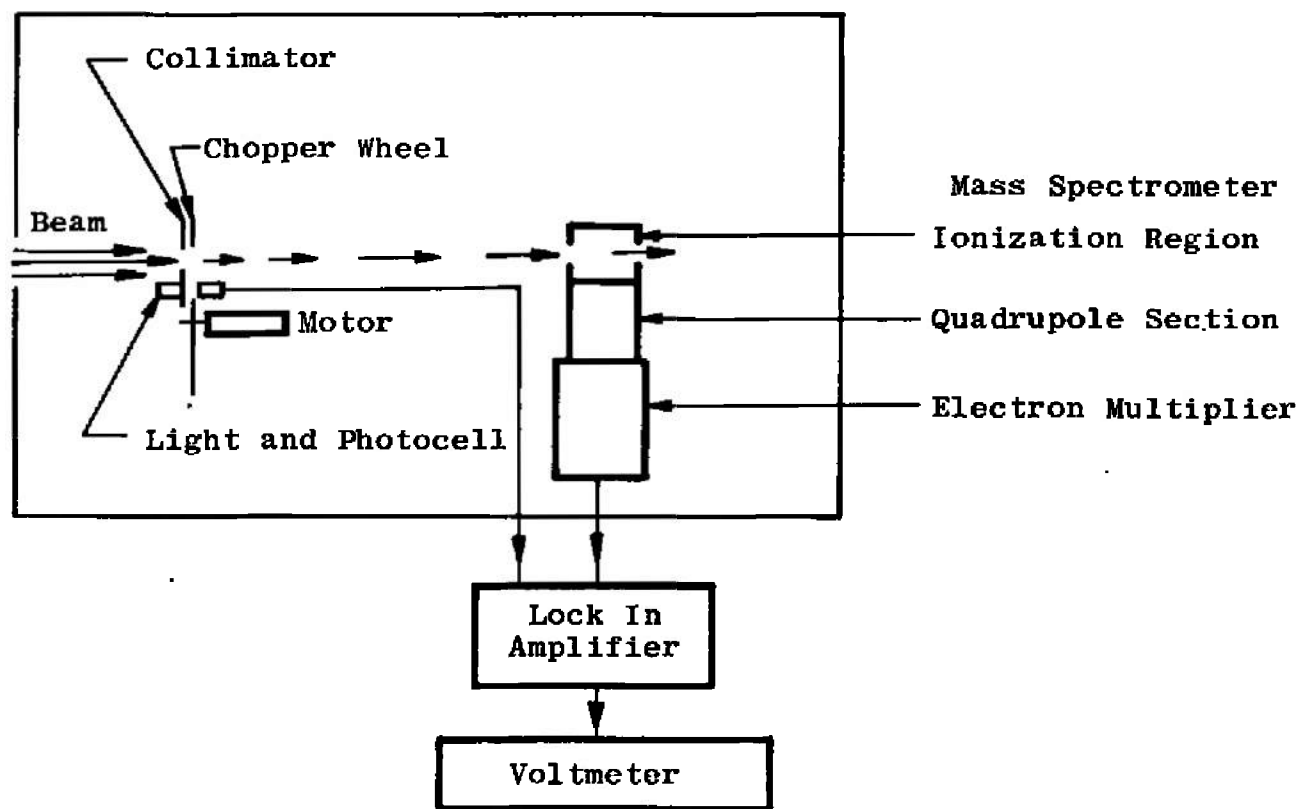 Collimator
Chopper Wheel
Beam
Motor
Light and Photocell
Mass Spectrometer
Ionization Region
Quadrupole Section
Electron Multiplier
Lock In
Amplifier
Voltmeter